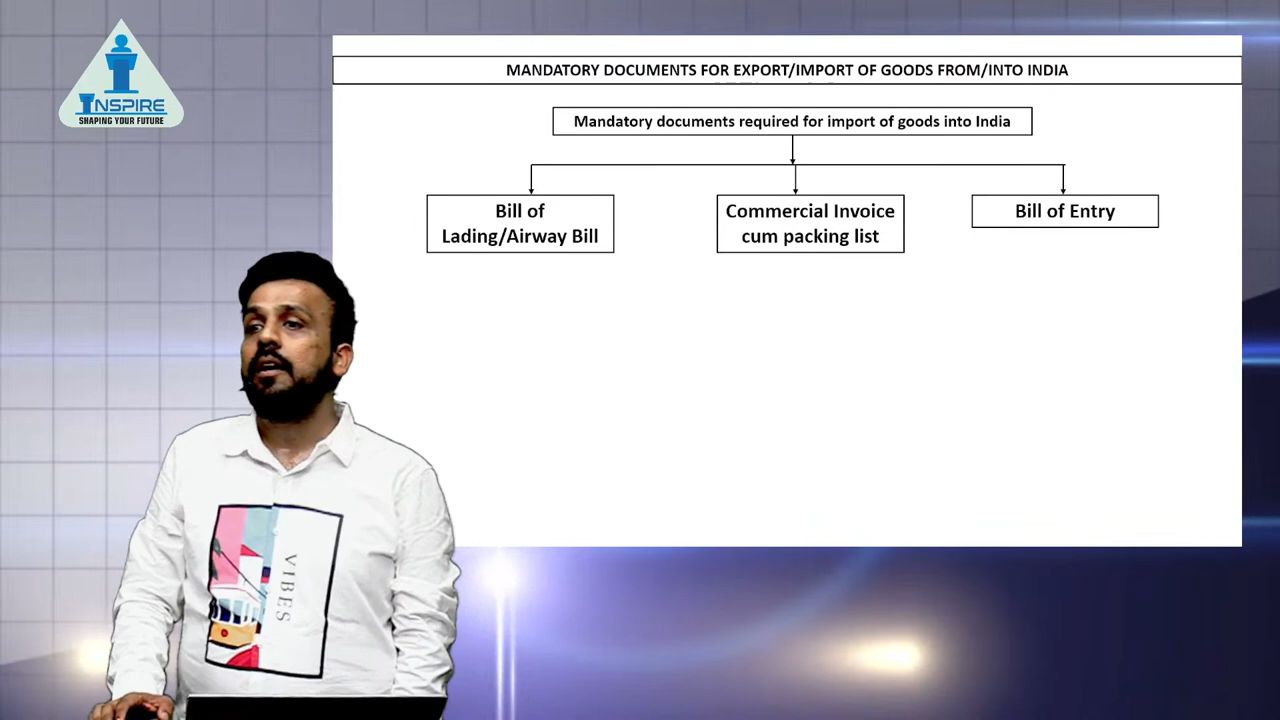 INSPIRE
SHAPING YOUR FUTURE
MANDATORY DOCUMENTS FOR EXPORT/IMPORT OF GOODS FROM/INTO INDIA
Mandatory documents required for import of goods into India
Bill of
Lading/Airway Bill
Commercial Invoice
cum packing list
Bill of Entry
VIBES